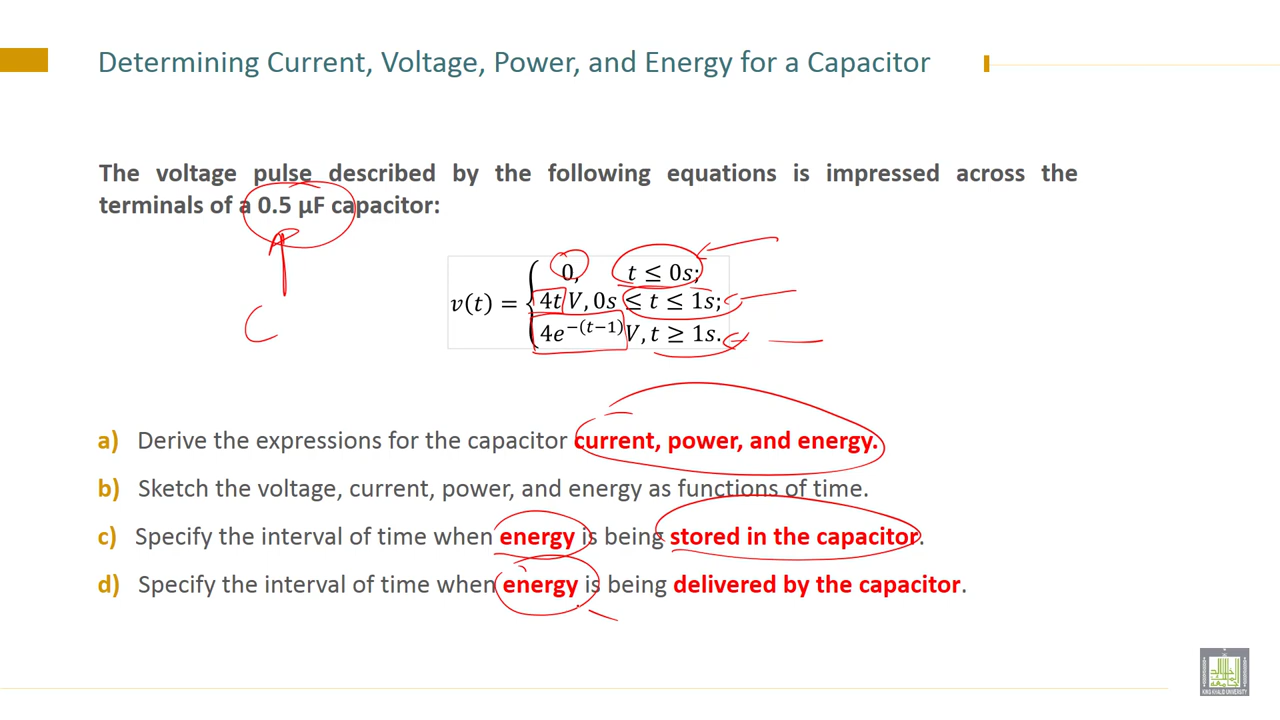 Determining Current, Voltage, Power, and Energy for a Capacitor
The voltage pulse described by the following equations is impressed across the
terminals of a 0.5 µF capacitor:
0, t ≤ 0s;
v(t) = { 4t V, 0s ≤ t ≤ 1s;
4e^{−(t−1)} V, t ≥ 1s.
C
a) Derive the expressions for the capacitor current, power, and energy.
b) Sketch the voltage, current, power, and energy as functions of time.
c) Specify the interval of time when energy is being stored in the capacitor.
d) Specify the interval of time when energy is being delivered by the capacitor.
KING KHALID UNIVERSITY